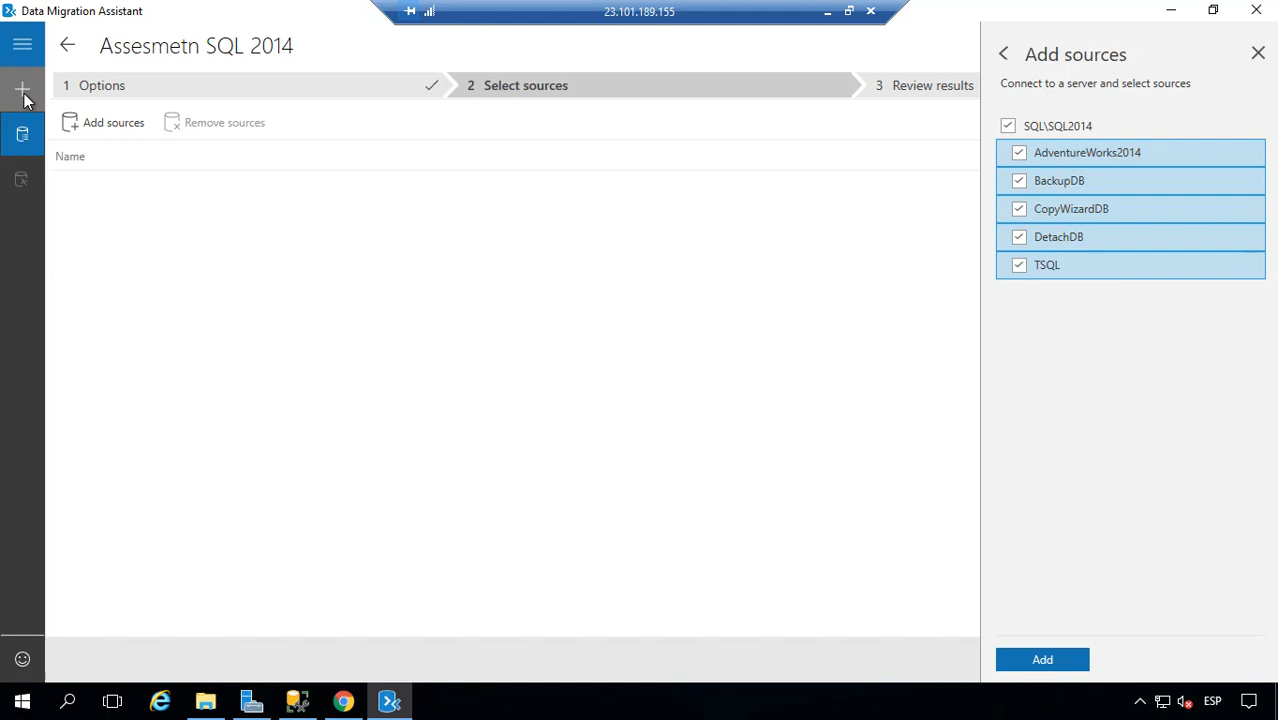 Data Migration Assistant
23.101.189.155
Assesmetn SQL 2014
1 Options
2 Select sources
3 Review results
Add sources
Remove sources
Name
Add sources
Connect to a server and select sources
SQL\SQL2014
AdventureWorks2014
BackupDB
CopyWizardDB
DetachDB
TSQL
Add
ESP